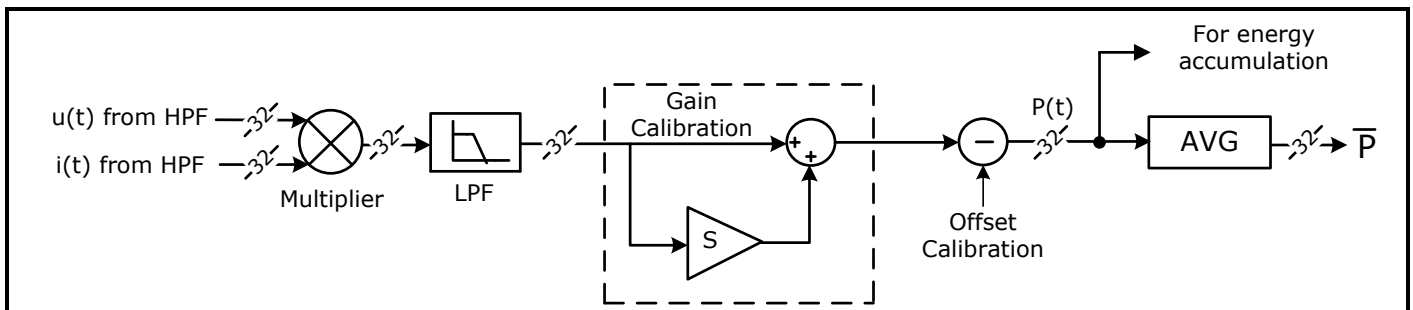 u(t) from HPF
32
i(t) from HPF
32
Multiplier
32
LPF
32
Gain
Calibration
+
+
S
−
Offset
Calibration
P(t)
32
For energy
accumulation
AVG
32
P̅